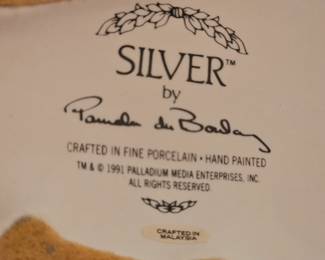 SILVER™
by
Pamela du Boulay
CRAFTED IN FINE PORCELAIN • HAND PAINTED
TM & © 1991 PALLADIUM MEDIA ENTERPRISES, INC.
ALL RIGHTS RESERVED.
CRAFTED IN
MALAYSIA